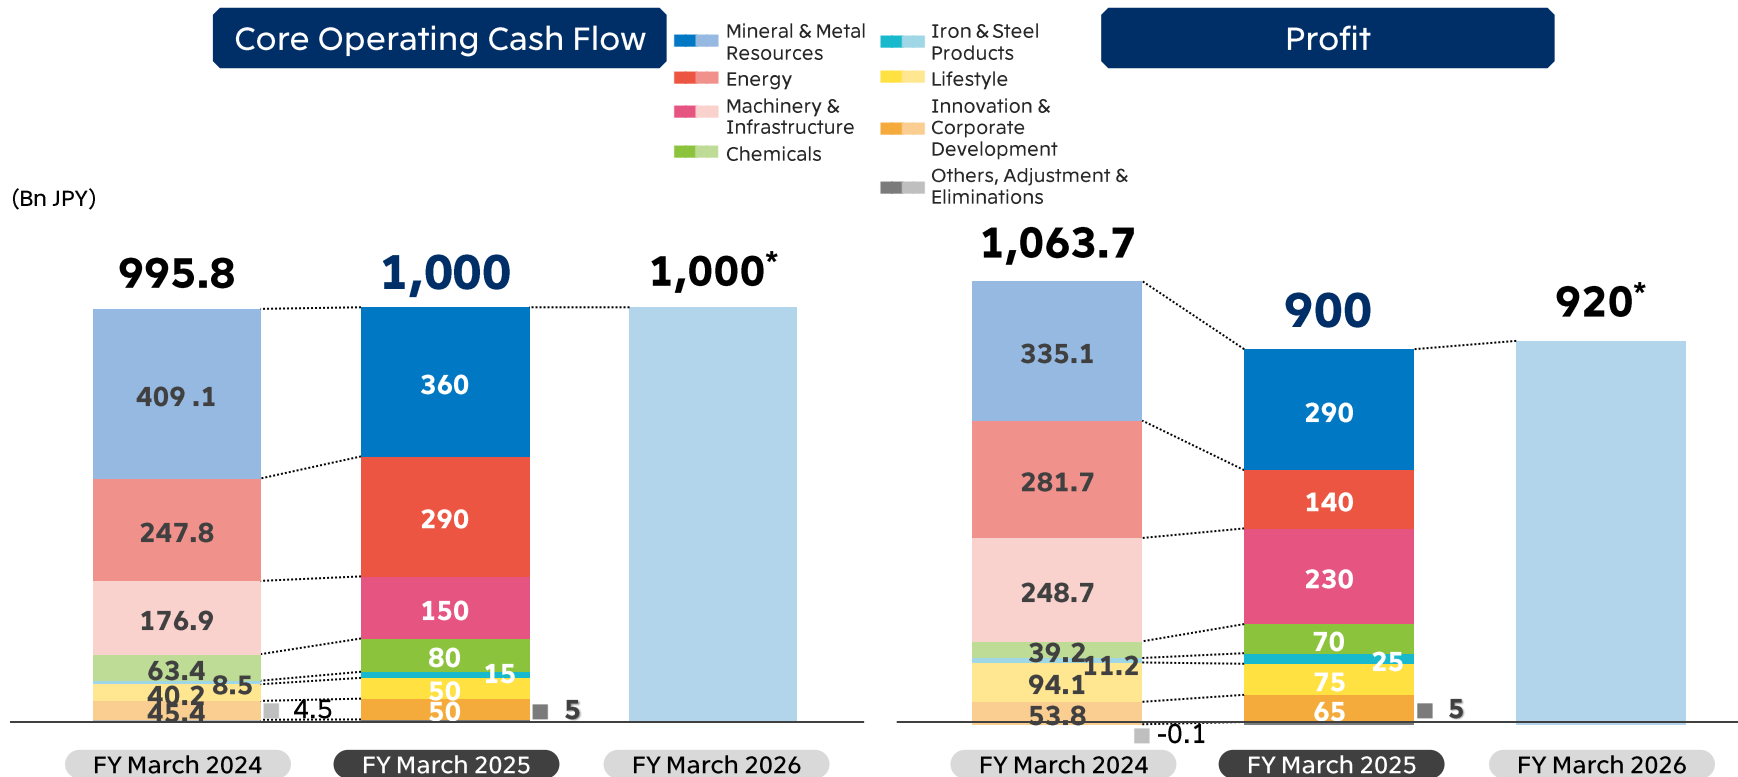 Core Operating Cash Flow
Mineral & Metal
Resources
Energy
Machinery &
Infrastructure
Chemicals
Iron & Steel
Products
Lifestyle
Innovation &
Corporate
Development
Others, Adjustment &
Eliminations
Profit
(Bn JPY)
995.8
1,000
1,000*
409 .1
360
247.8
290
176.9
150
63.4
80
8.5
15
40.2
50
45.4
50
4.5
5
FY March 2024
FY March 2025
FY March 2026
1,063.7
900
920*
335.1
290
281.7
140
248.7
230
39.2
70
11.2
25
94.1
75
53.8
65
-0.1
5
FY March 2024
FY March 2025
FY March 2026